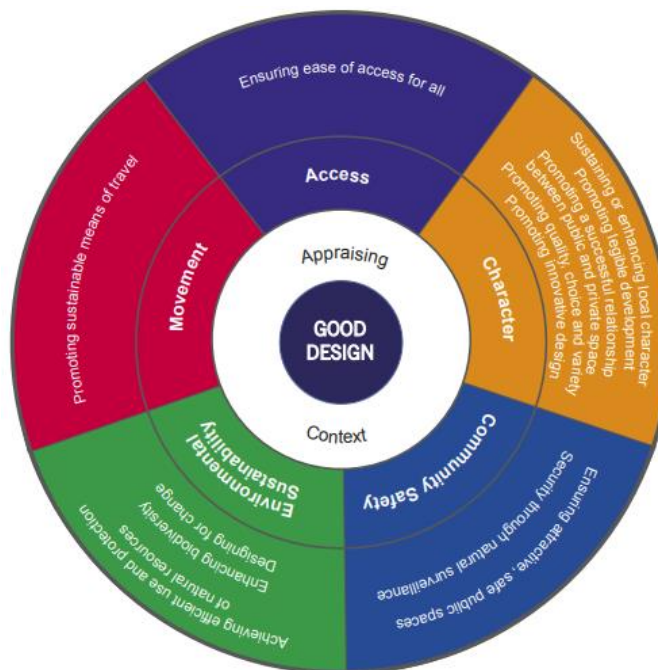 Ensuring ease of access for all
Access
Sustaining or enhancing local character
Promoting legible development
Promoting a successful relationship
between public and private space
Promoting quality, choice and variety
Promoting innovative design
Character
Community Safety
Ensuring attractive, safe public spaces
Security through natural surveillance
Environmental
Sustainability
Achieving efficient use and protection
of natural resources
Enhancing biodiversity
Designing for change
Movement
Promoting sustainable means of travel
Appraising
GOOD
DESIGN
Context